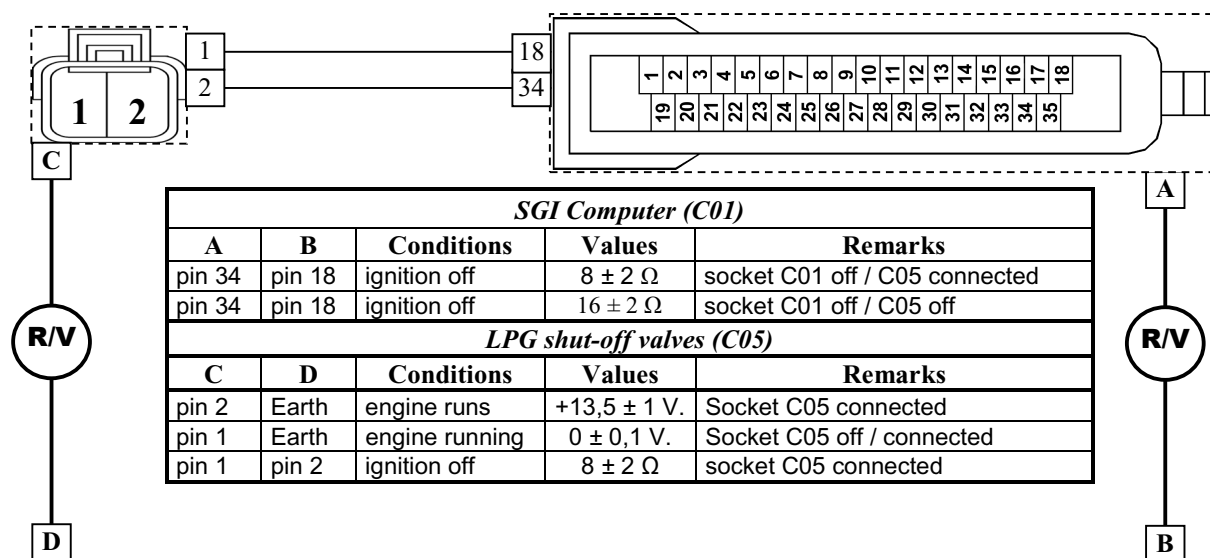 1 18
2 34
1 2
1 2 3 4 5 6 7 8 9 10 11 12 13 14 15 16 17 18
19 20 21 22 23 24 25 26 27 28 29 30 31 32 33 34 35
C
A
SGI Computer (C01)
A B Conditions Values Remarks
pin 34 pin 18 ignition off 8 ± 2 Ω socket C01 off / C05 connected
pin 34 pin 18 ignition off 16 ± 2 Ω socket C01 off / C05 off
LPG shut-off valves (C05)
C D Conditions Values Remarks
pin 2 Earth engine runs +13,5 ± 1 V. Socket C05 connected
pin 1 Earth engine running 0 ± 0,1 V. Socket C05 off / connected
pin 1 pin 2 ignition off 8 ± 2 Ω socket C05 connected
R/V
R/V
D
B